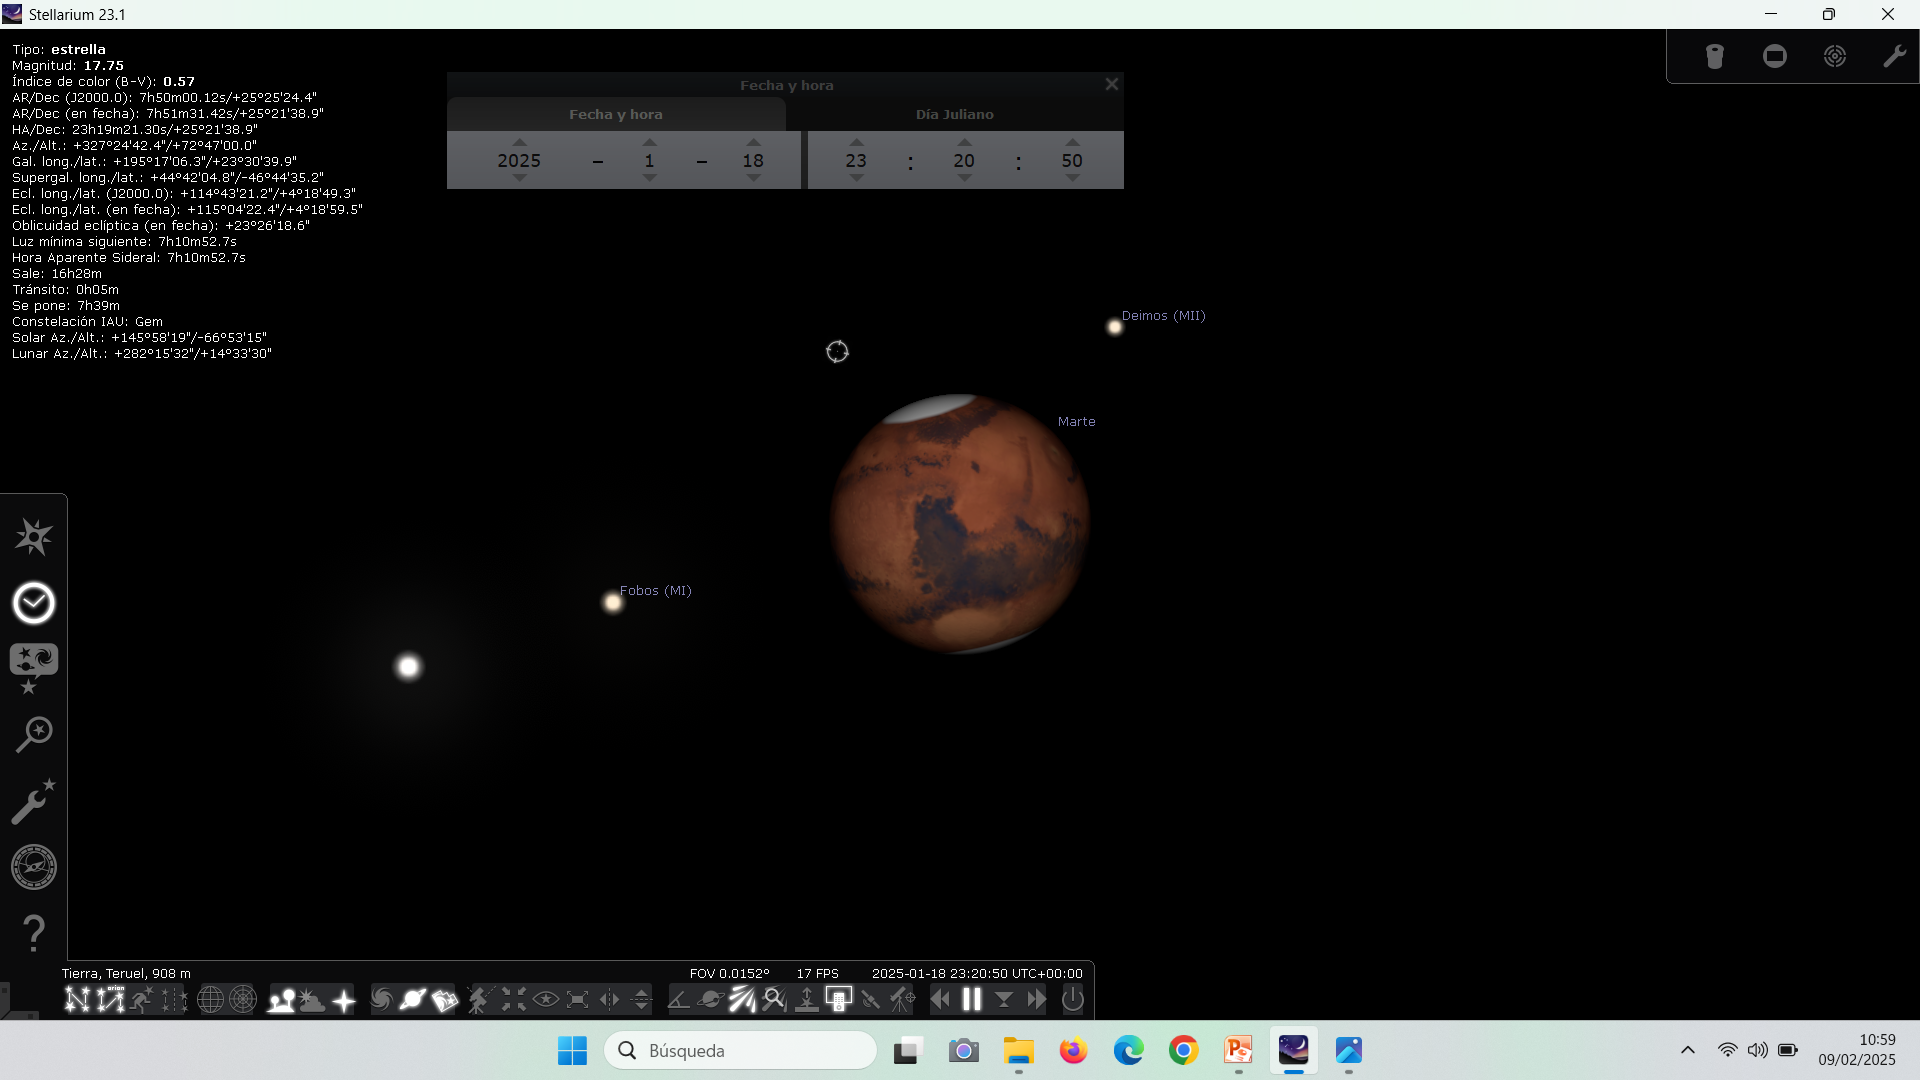 Stellarium 23.1
Tipo: estrella
Magnitud: 17.75
Índice de color (B-V): 0.57
AR/Dec (J2000.0): 7h50m00.12s/+25°25'24.4"
AR/Dec (en fecha): 7h51m31.42s/+25°21'38.9"
HA/Dec: 23h19m21.30s/+25°21'38.9"
Az./Alt.: +327°24'42.4"/+72°47'00.0"
Gal. long./lat.: +195°17'06.3"/+23°30'39.9"
Supergal. long./lat.: +44°42'04.8"/-46°44'35.2"
Ecl. long./lat. (J2000.0): +114°43'21.2"/+4°18'49.3"
Ecl. long./lat. (en fecha): +115°04'22.4"/+4°18'59.5"
Oblicuidad eclíptica (en fecha): +23°26'18.6"
Luz mínima siguiente: 7h10m52.7s
Hora Aparente Sideral: 7h10m52.7s
Sale: 16h28m
Tránsito: 0h05m
Se pone: 7h39m
Constelación IAU: Gem
Solar Az./Alt.: +145°58'19"/-66°53'15"
Lunar Az./Alt.: +282°15'32"/+14°33'30"
Fecha y hora
Fecha y hora Día Juliano
2025 - 1 - 18 23 : 20 : 50
Deimos (MII)
Marte
Fobos (MI)
Tierra, Teruel, 908 m FOV 0.0152° 17 FPS 2025-01-18 23:20:50 UTC+00:00
orion
Búsqueda
10:59
09/02/2025